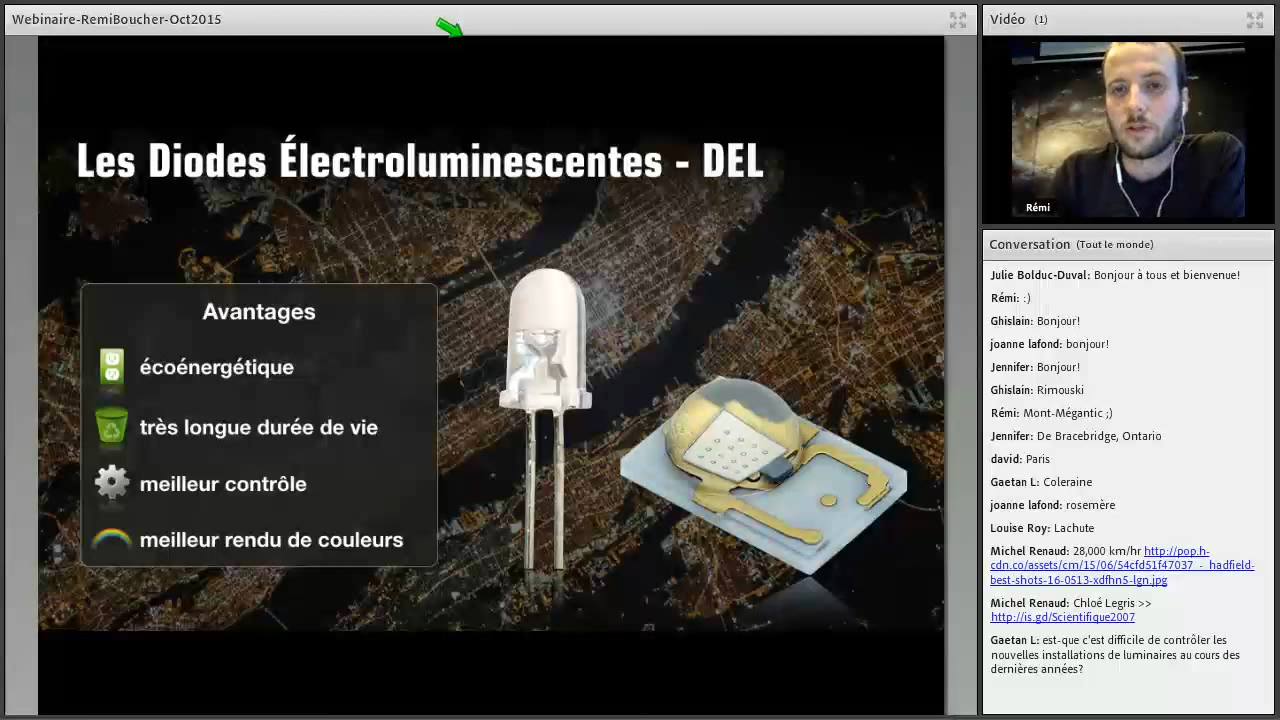 Webinaire-RemiBoucher-Oct2015
Les Diodes Électroluminescentes - DEL
Avantages
écoénergétique
très longue durée de vie
meilleur contrôle
meilleur rendu de couleurs
Vidéo (1)
Rémi
Conversation (Tout le monde)
Julie Bolduc-Duval: Bonjour à tous et bienvenue!
Rémi: :)
Ghislain: Bonjour!
joanne lafond: bonjour!
Jennifer: Bonjour!
Ghislain: Rimouski
Rémi: Mont-Mégantic ;)
Jennifer: De Bracebridge, Ontario
david: Paris
Gaetan L: Coleraine
joanne lafond: rosemère
Louise Roy: Lachute
Michel Renaud: 28,000 km/hr http://pop.h-
cdn.co/assets/cm/15/06/54cfd51f47037_-_hadfield-
best-shots-16-0513-xdfhn5-lgn.jpg
Michel Renaud: Chloé Legris >>
http://is.gd/Scientifique2007
Gaetan L: est-que c'est difficile de contrôler les
nouvelles installations de luminaires au cours des
dernières années?